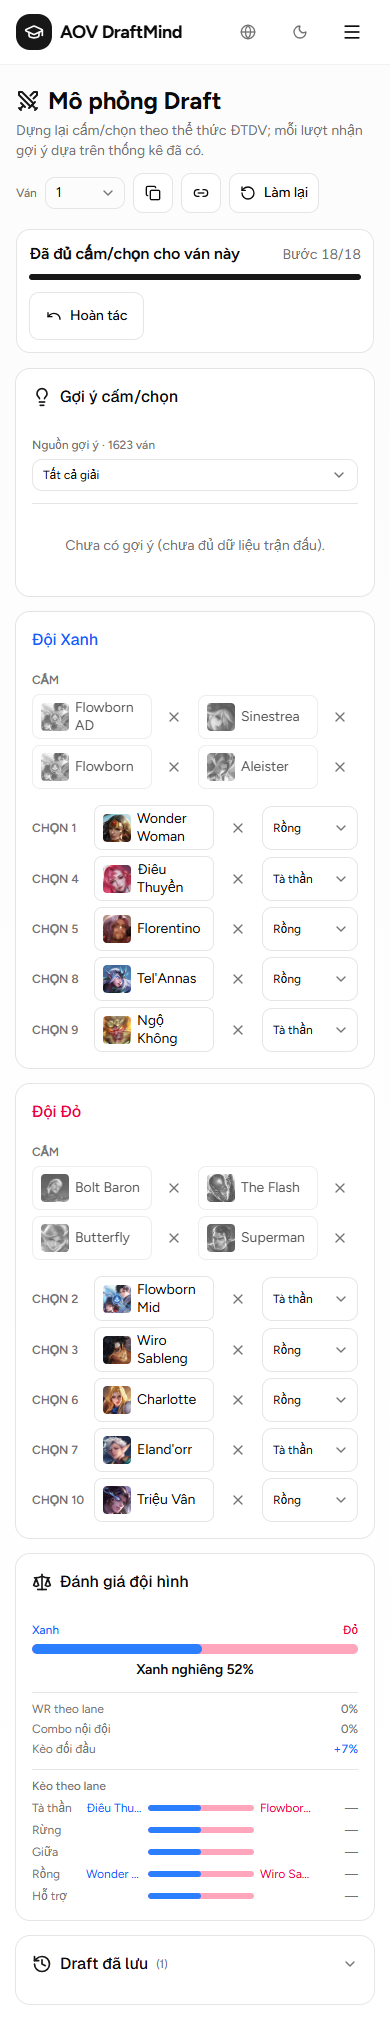 AOV DraftMind
Mô phỏng Draft
Dựng lại cấm/chọn theo thể thức ĐTDV; mỗi lượt nhận
gợi ý dựa trên thống kê đã có.
Ván 1 Làm lại
Đã đủ cấm/chọn cho ván này Bước 18/18
Hoàn tác
Gợi ý cấm/chọn
Nguồn gợi ý · 1623 ván
Tất cả giải
Chưa có gợi ý (chưa đủ dữ liệu trận đấu).
Đội Xanh
CẤM
Flowborn AD Sinestrea
Flowborn Aleister
CHỌN 1 Wonder Woman Rồng
CHỌN 4 Điêu Thuyền Tà thần
CHỌN 5 Florentino Rồng
CHỌN 8 Tel'Annas Rồng
CHỌN 9 Ngộ Không Tà thần
Đội Đỏ
CẤM
Bolt Baron The Flash
Butterfly Superman
CHỌN 2 Flowborn Mid Tà thần
CHỌN 3 Wiro Sableng Rồng
CHỌN 6 Charlotte Rồng
CHỌN 7 Eland'orr Tà thần
CHỌN 10 Triệu Vân Rồng
Đánh giá đội hình
Xanh Đỏ
Xanh nghiêng 52%
WR theo lane 0%
Combo nội đội 0%
Kèo đối đầu +7%
Kèo theo lane
Tà thần Điêu Thu... Flowbor... —
Rừng —
Giữa —
Rồng Wonder ... Wiro Sa... —
Hỗ trợ —
Draft đã lưu (1)